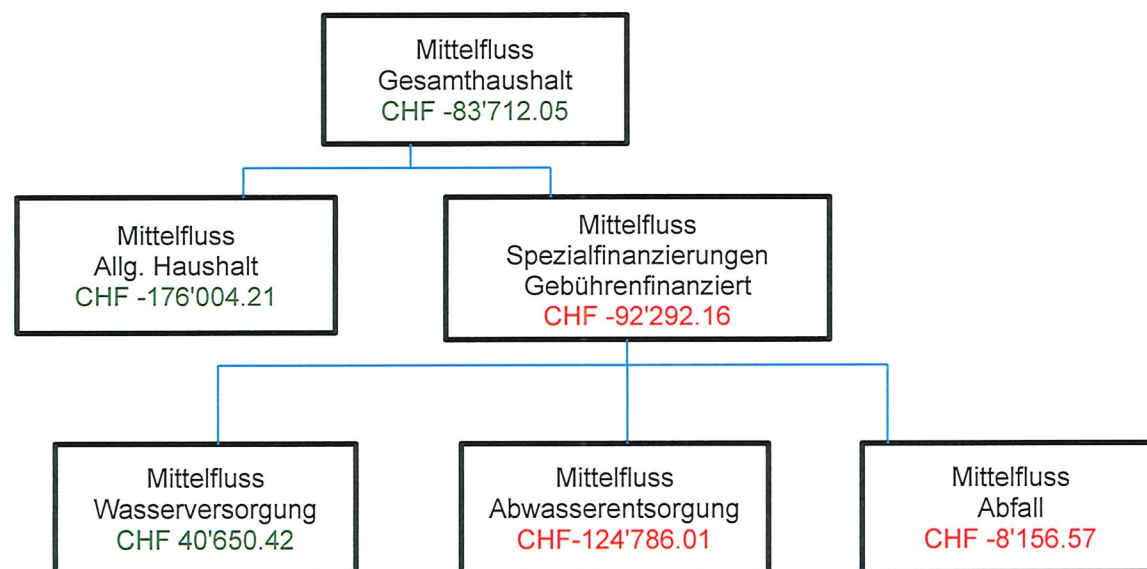 Mittelfluss
Gesamthaushalt
CHF -83'712.05
Mittelfluss
Allg. Haushalt
CHF -176'004.21
Mittelfluss
Spezialfinanzierungen
Gebührenfinanziert
CHF -92'292.16
Mittelfluss
Wasserversorgung
CHF 40'650.42
Mittelfluss
Abwasserentsorgung
CHF-124'786.01
Mittelfluss
Abfall
CHF -8'156.57